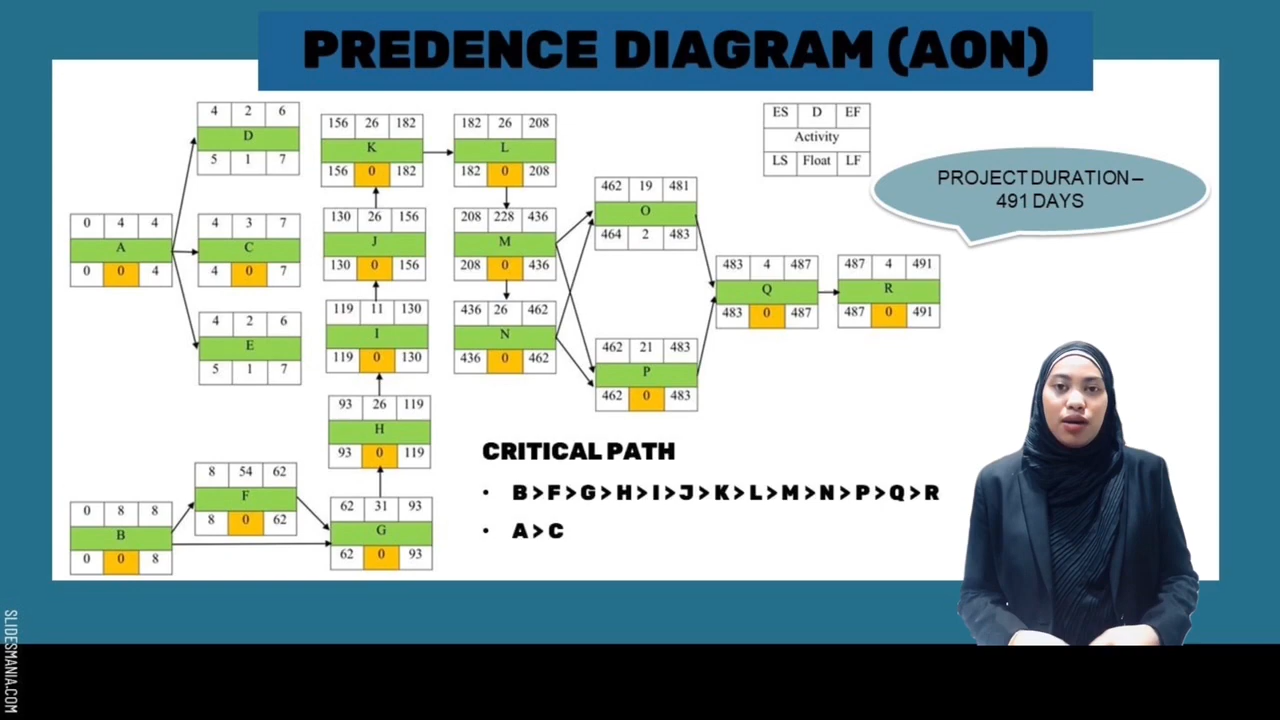 PREDENCE DIAGRAM (AON)
4 2 6
D
5 1 7
0 4 4
A
0 0 4
4 3 7
C
4 0 7
4 2 6
E
5 1 7
0 8 8
B
0 0 8
8 54 62
F
8 0 62
62 31 93
G
62 0 93
93 26 119
H
93 0 119
119 11 130
I
119 0 130
130 26 156
J
130 0 156
156 26 182
K
156 0 182
182 26 208
L
182 0 208
208 228 436
M
208 0 436
436 26 462
N
436 0 462
462 19 481
O
464 2 483
462 21 483
P
462 0 483
483 4 487
Q
483 0 487
487 4 491
R
487 0 491
ES D EF
Activity
LS Float LF
PROJECT DURATION –
491 DAYS
CRITICAL PATH
• B>F>G>H>I>J>K>L>M>N>P>Q>R
• A>C
SLIDESMANIA.COM